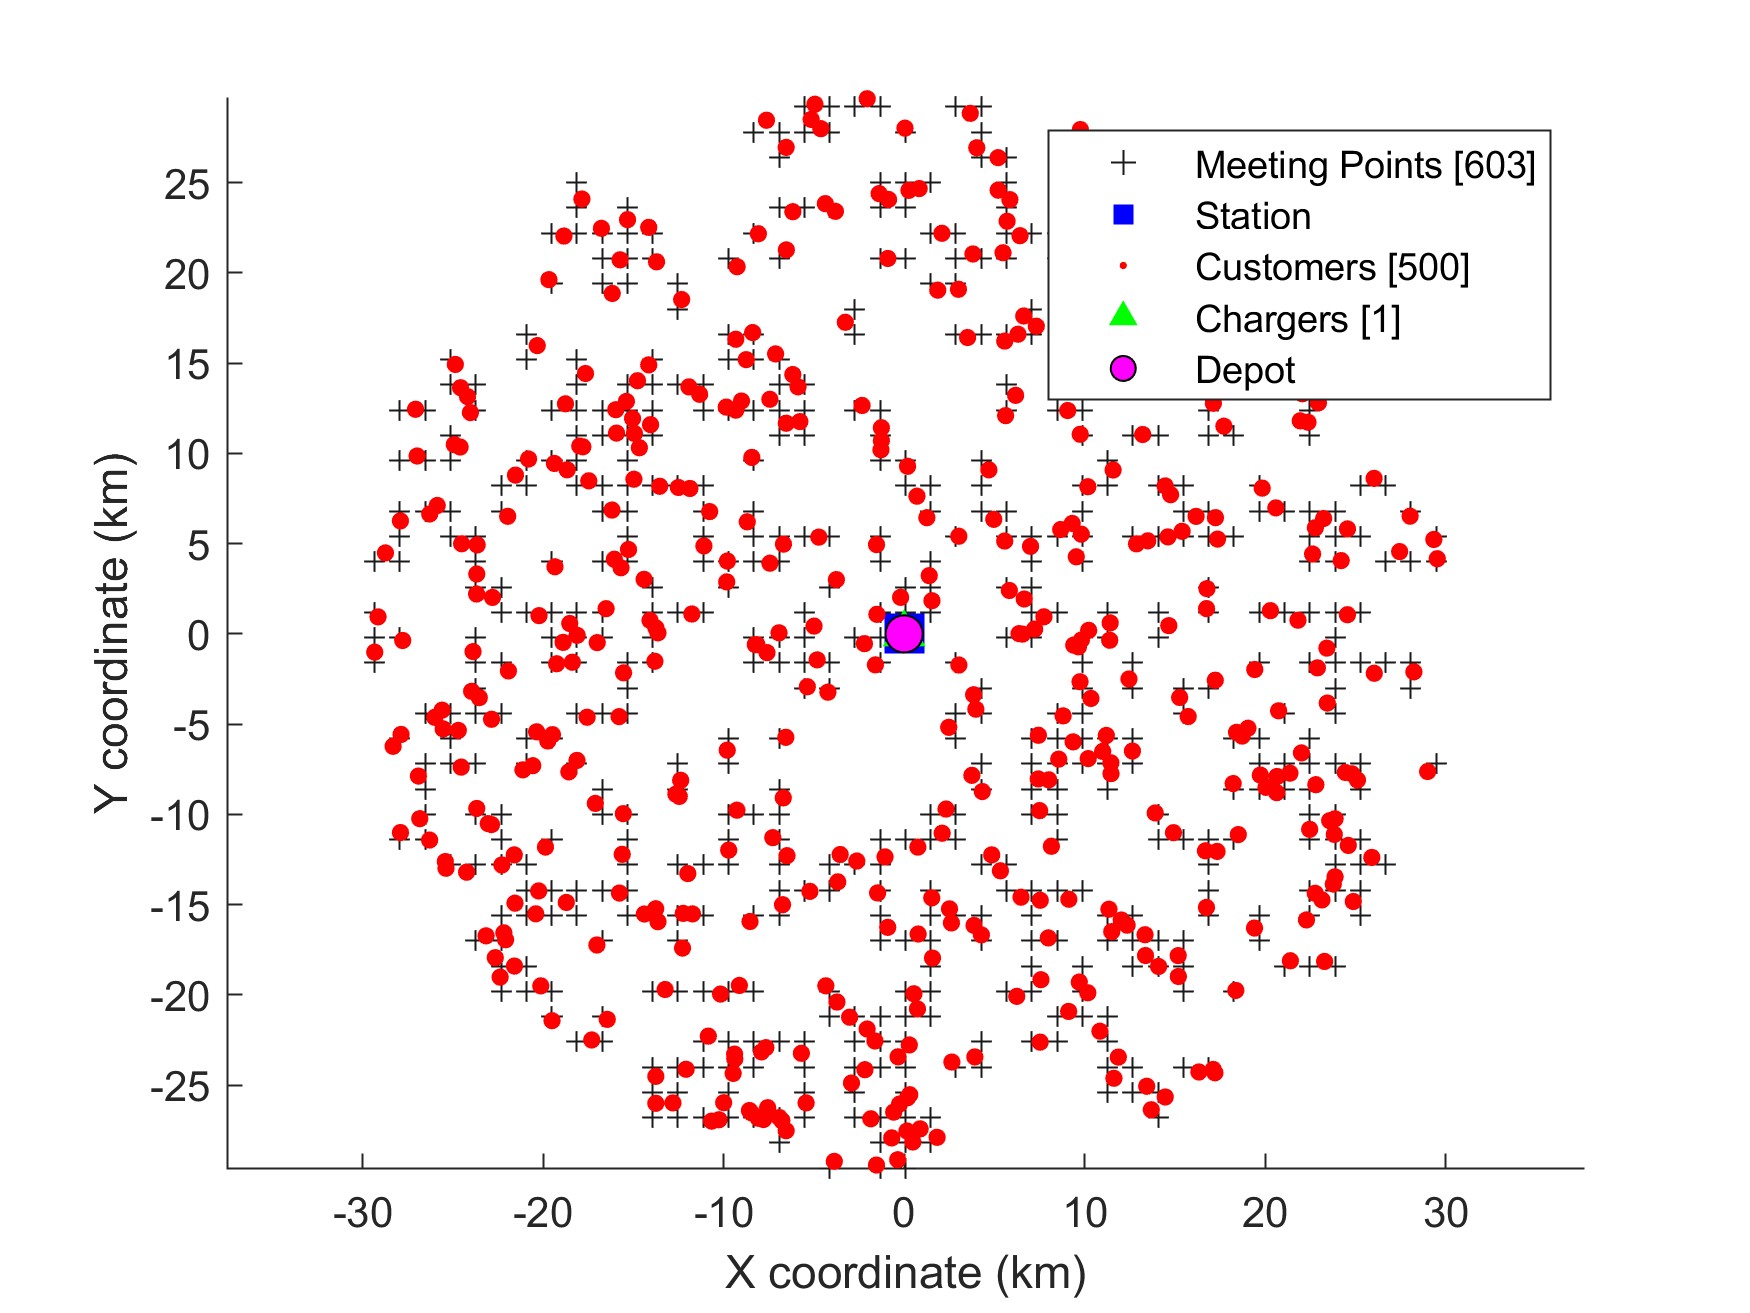 Meeting Points [603]
Station
Customers [500]
Chargers [1]
Depot
25
20
15
10
5
0
-5
-10
-15
-20
-25
Y coordinate (km)
-30 -20 -10 0 10 20 30
X coordinate (km)